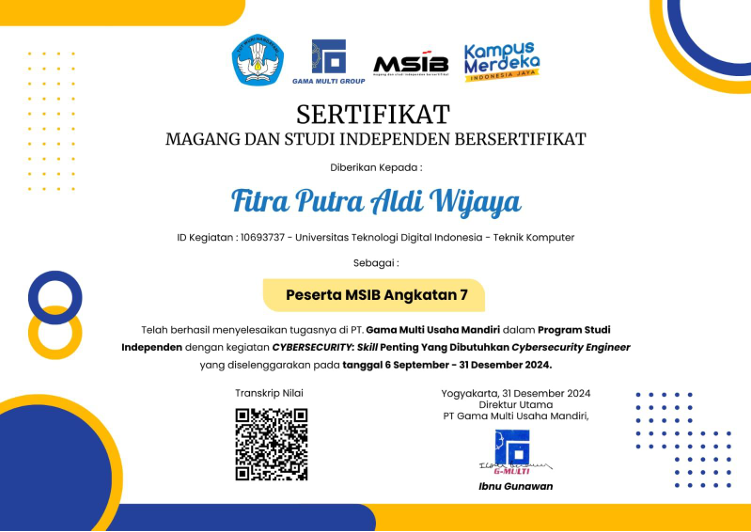 GAMA MULTI GROUP
MSIB
Kampus
Merdeka
INDONESIA JAYA
SERTIFIKAT
MAGANG DAN STUDI INDEPENDEN BERSERTIFIKAT
Diberikan Kepada :
Fitra Putra Aldi Wijaya
ID Kegiatan : 10693737 - Universitas Teknologi Digital Indonesia - Teknik Komputer
Sebagai :
Peserta MSIB Angkatan 7
Telah berhasil menyelesaikan tugasnya di PT. Gama Multi Usaha Mandiri dalam Program Studi
Independen dengan kegiatan CYBERSECURITY: Skill Penting Yang Dibutuhkan Cybersecurity Engineer
yang diselenggarakan pada tanggal 6 September - 31 Desember 2024.
Transkrip Nilai
Yogyakarta, 31 Desember 2024
Direktur Utama
PT Gama Multi Usaha Mandiri,
G-MULTI
Ibnu Gunawan